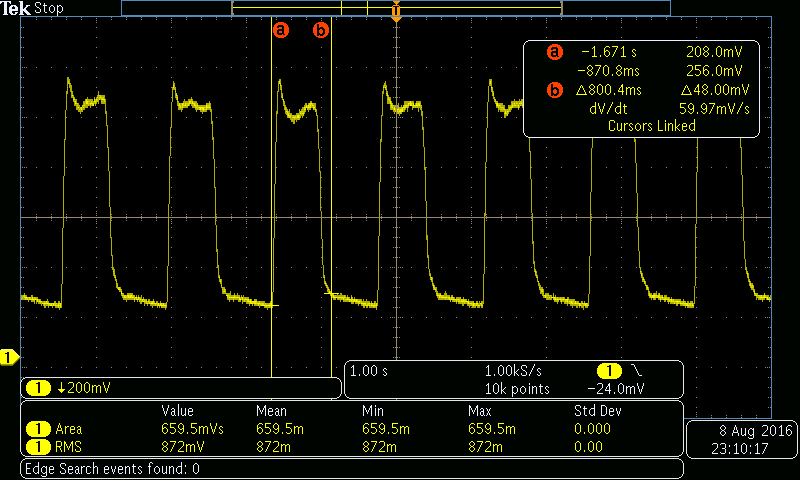 Tek Stop
T
a b
a −1.671 s 208.0mV
−870.8ms 256.0mV
b Δ800.4ms Δ48.00mV
dV/dt 59.97mV/s
Cursors Linked
1
1 ↓200mV
1.00 s 1.00kS/s 1 \
10k points −24.0mV
Value Mean Min Max Std Dev
1 Area 659.5mVs 659.5m 659.5m 659.5m 0.000
1 RMS 872mV 872m 872m 872m 0.00
8 Aug 2016
23:10:17
Edge Search events found: 0